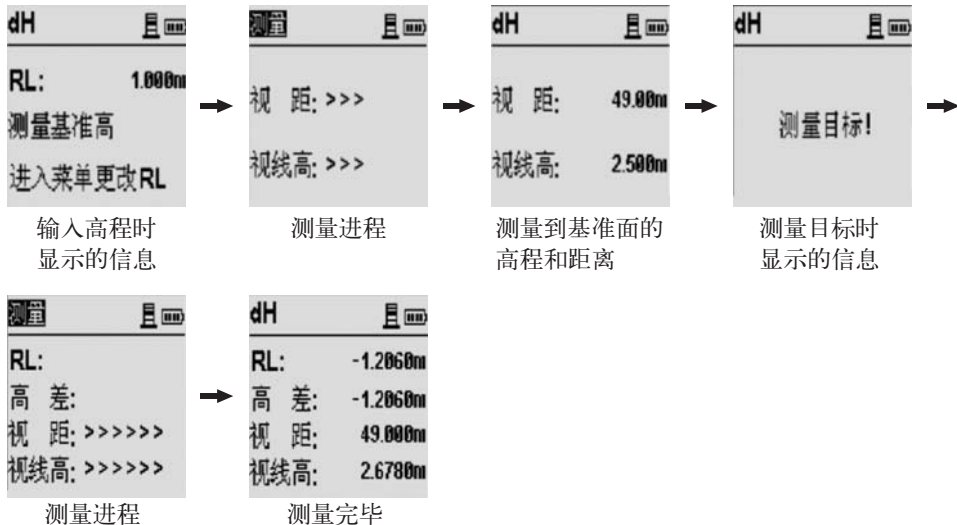 dH
RL: 1.000m
测量基准高
进入菜单更改RL
输入高程时
显示的信息
测量
视 距: >>>
视线高: >>>
测量进程
dH
视 距: 49.00m
视线高: 2.500m
测量到基准面的
高程和距离
dH
测量目标!
测量目标时
显示的信息
测量
RL:
高 差:
视 距: >>>>>>
视线高: >>>>>>
测量进程
dH
RL: -1.2060m
高 差: -1.2060m
视 距: 49.000m
视线高: 2.6780m
测量完毕